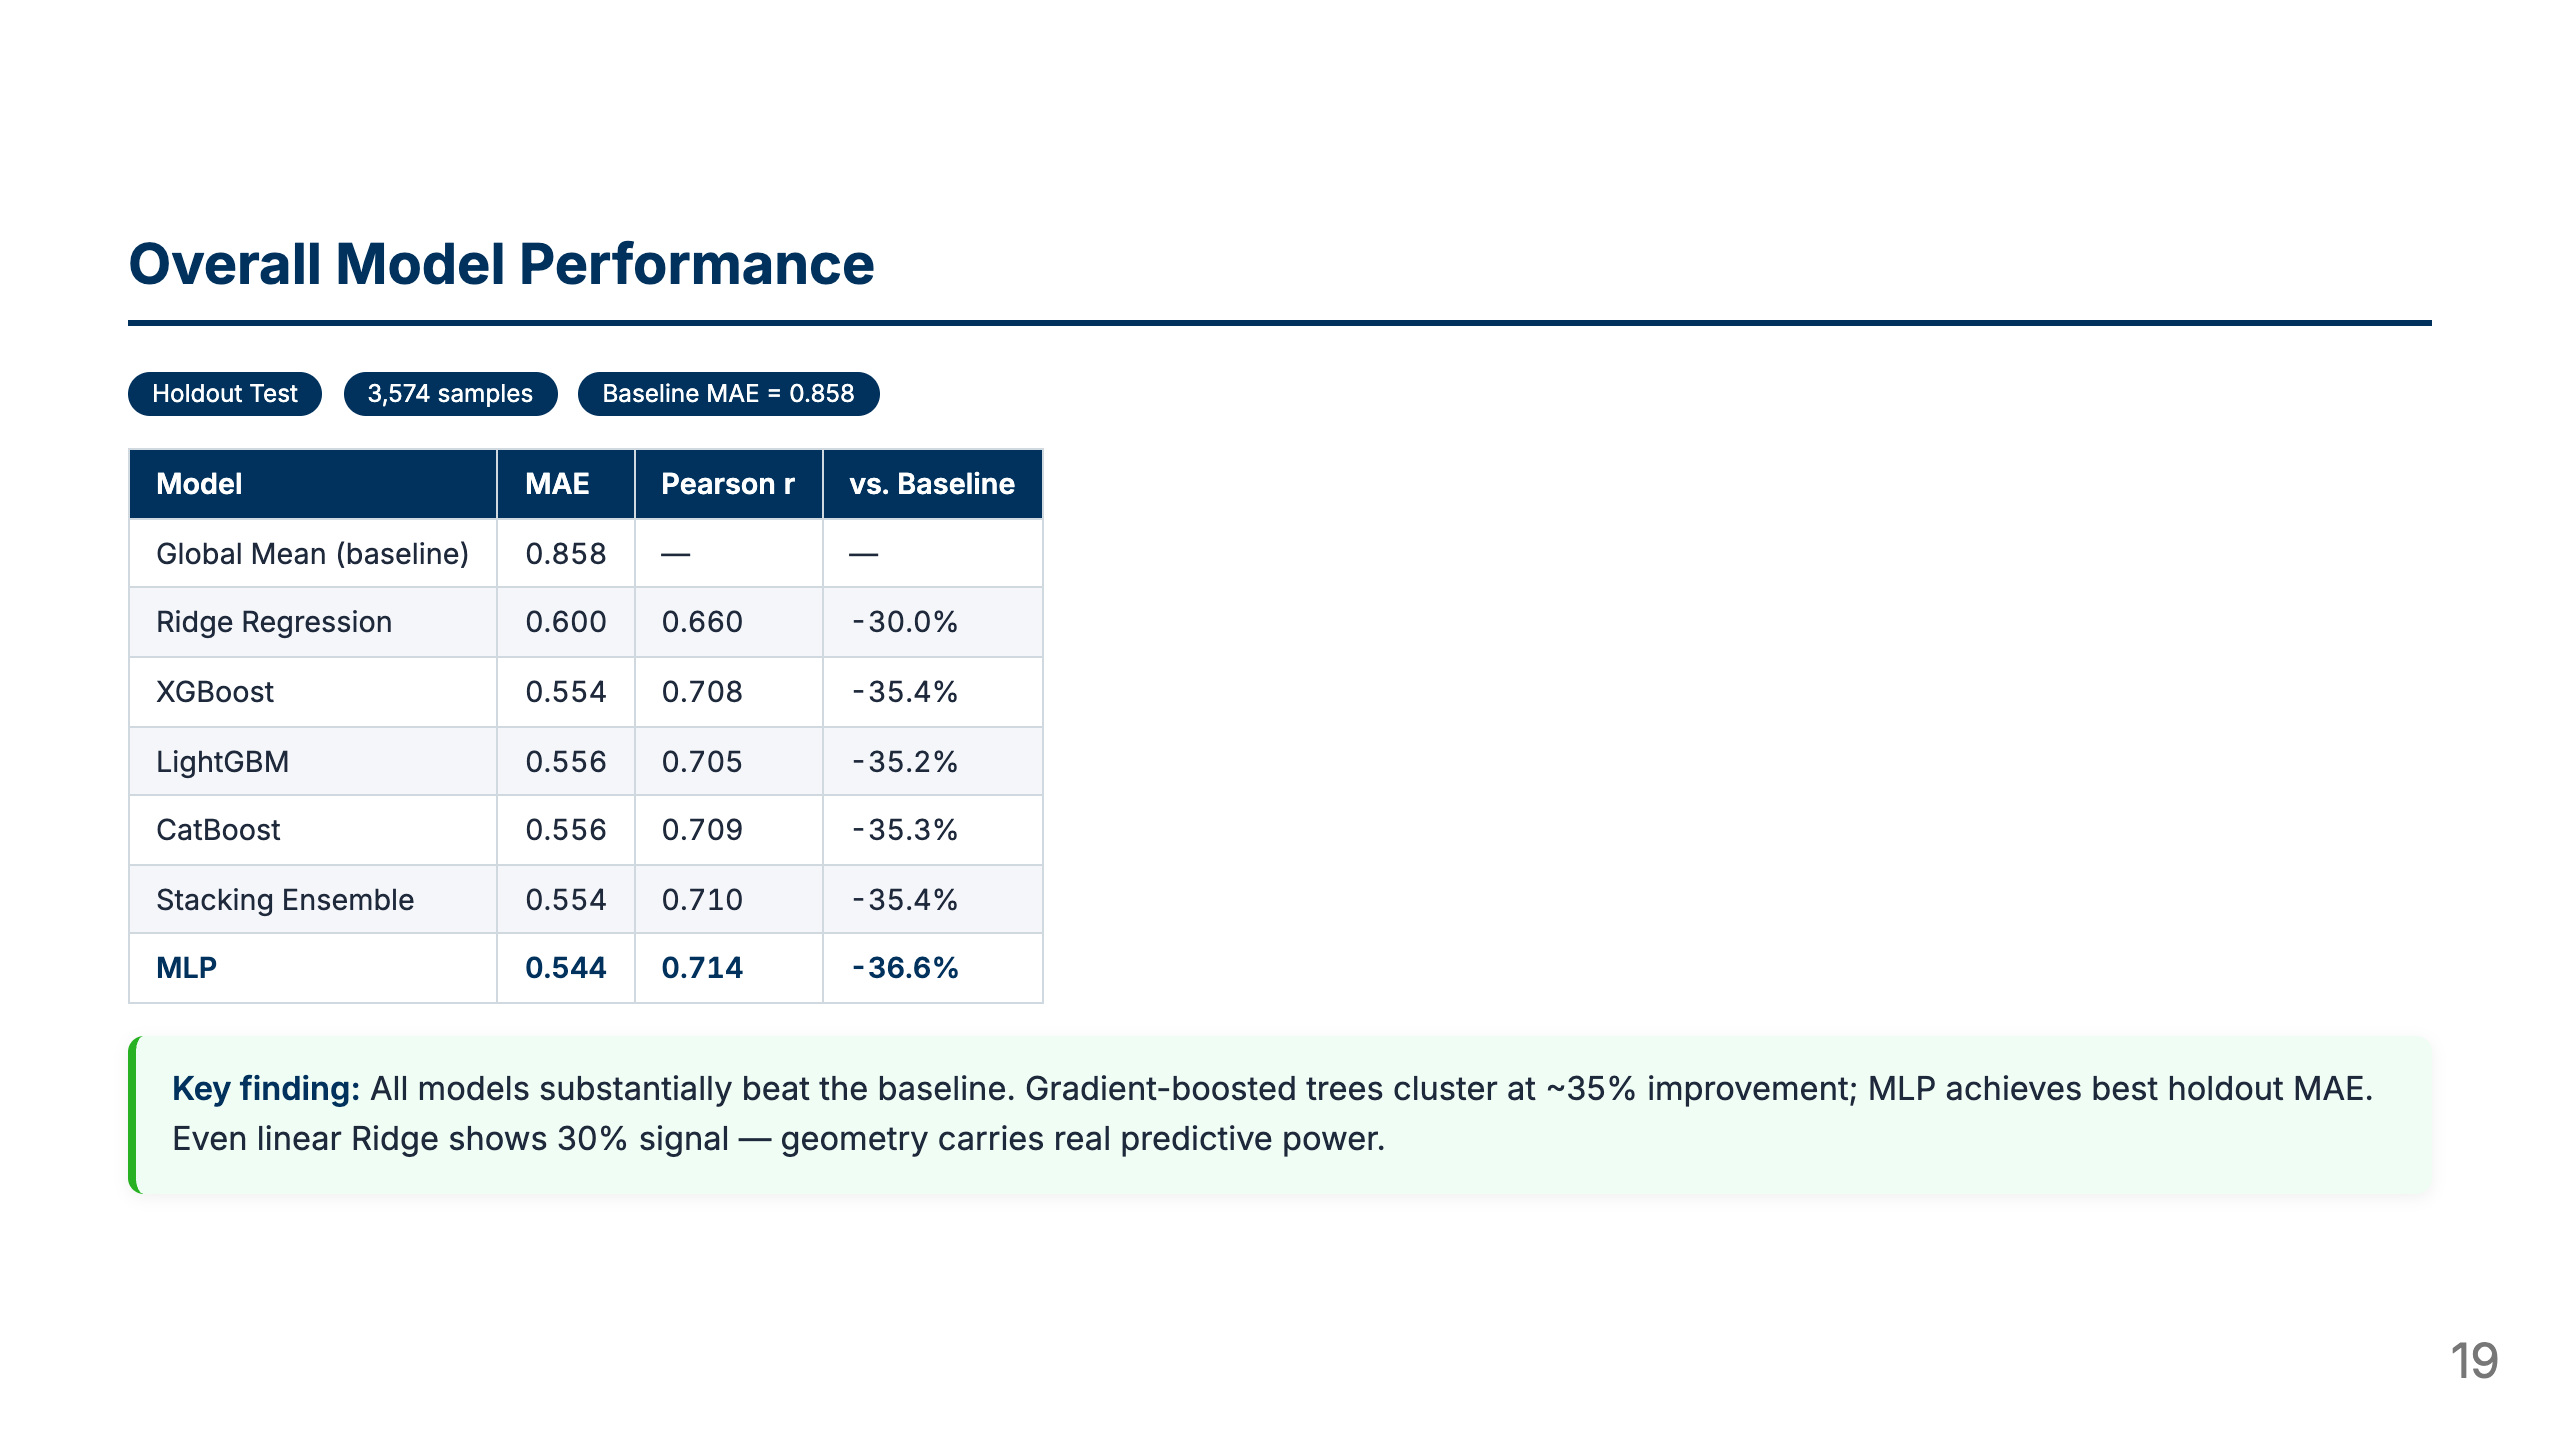 Overall Model Performance
Holdout Test 3,574 samples Baseline MAE = 0.858
Model MAE Pearson r vs. Baseline
Global Mean (baseline) 0.858 — —
Ridge Regression 0.600 0.660 -30.0%
XGBoost 0.554 0.708 -35.4%
LightGBM 0.556 0.705 -35.2%
CatBoost 0.556 0.709 -35.3%
Stacking Ensemble 0.554 0.710 -35.4%
MLP 0.544 0.714 -36.6%
Key finding: All models substantially beat the baseline. Gradient-boosted trees cluster at ~35% improvement; MLP achieves best holdout MAE.
Even linear Ridge shows 30% signal — geometry carries real predictive power.
19